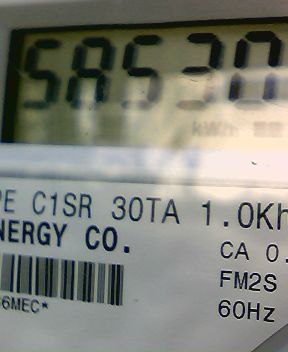 58530
kWh
PE C1SR 30TA 1.0Kh
NERGY CO.
CA 0.
FM2S
6MEC*
60Hz